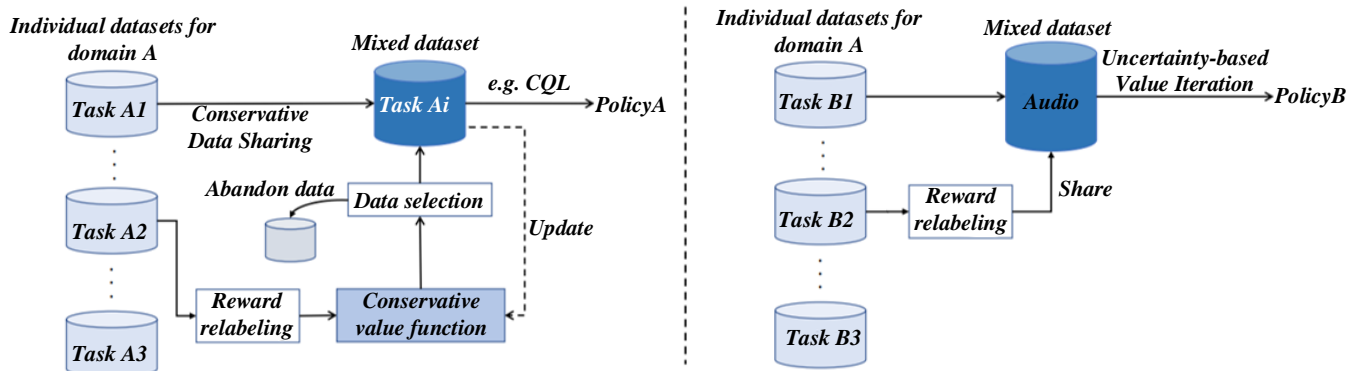 Individual datasets for
domain A
Mixed dataset
Task A1
Conservative
Data Sharing
Task Ai
e.g. CQL
PolicyA
Abandon data
Data selection
Task A2
Update
Reward
relabeling
Conservative
value function
Task A3
Individual datasets for
domain A
Mixed dataset
Task B1
Audio
Uncertainty-based
Value Iteration
PolicyB
Task B2
Reward
relabeling
Share
Task B3